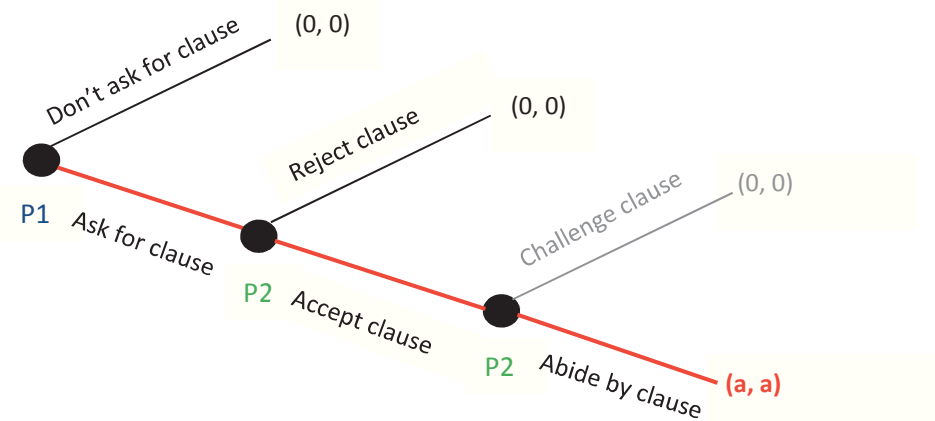 Don't ask for clause
(0, 0)
Reject clause
(0, 0)
Challenge clause
(0, 0)
P1
Ask for clause
P2
Accept clause
P2
Abide by clause
(a, a)